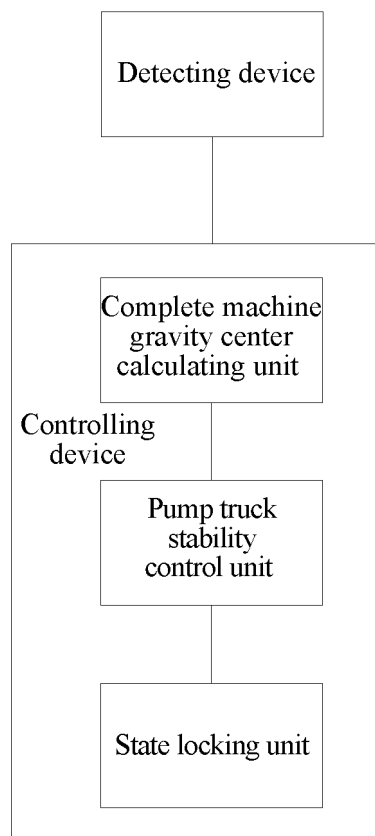 Detecting device
Complete machine
gravity center
calculating unit
Controlling
device
Pump truck
stability
control unit
State locking unit